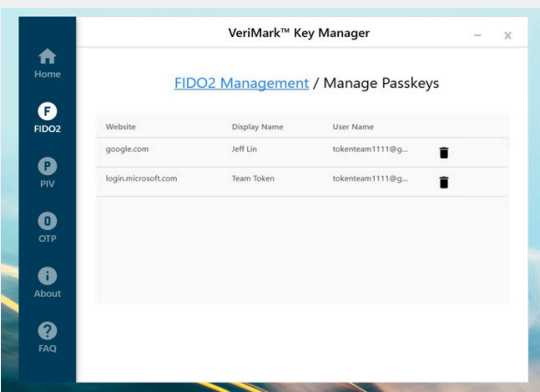 VeriMark™ Key Manager
Home
FIDO2 Management / Manage Passkeys
F
FIDO2
Website Display Name User Name
google.com Jeff Lin tokenteam1111@g...
login.microsoft.com Team Token tokenteam1111@g...
P
PIV
O
OTP
i
About
?
FAQ